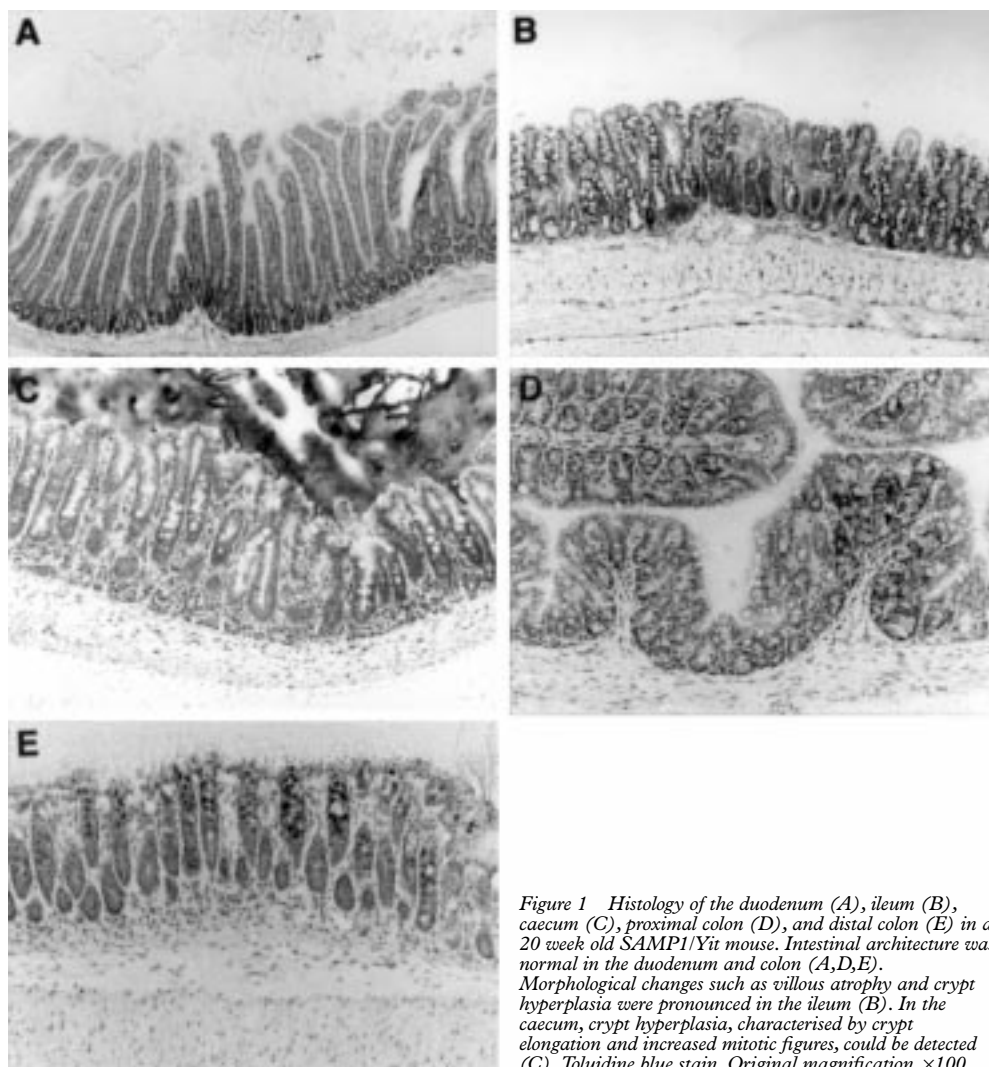 A
B
C
D
E
Figure 1 Histology of the duodenum (A), ileum (B),
caecum (C), proximal colon (D), and distal colon (E) in a
20 week old SAMP1/Yit mouse. Intestinal architecture wa
normal in the duodenum and colon (A,D,E).
Morphological changes such as villous atrophy and crypt
hyperplasia were pronounced in the ileum (B). In the
caecum, crypt hyperplasia, characterised by crypt
elongation and increased mitotic figures, could be detected
(C). Toluidine blue stain. Original magnification ×100.